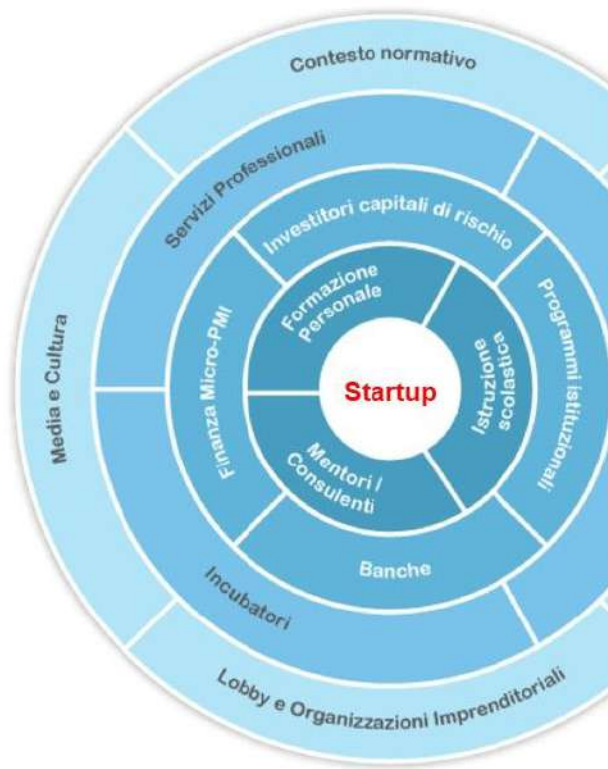 Contesto normativo
Servizi Professionali
Investitori capitali di rischio
Formazione
Personale
Media e Cultura
Finanza Micro-PMI
Startup
Istruzione
scolastica
Programmi istituzionali
Mentori /
Consulenti
Banche
Incubatori
Lobby e Organizzazioni Imprenditoriali